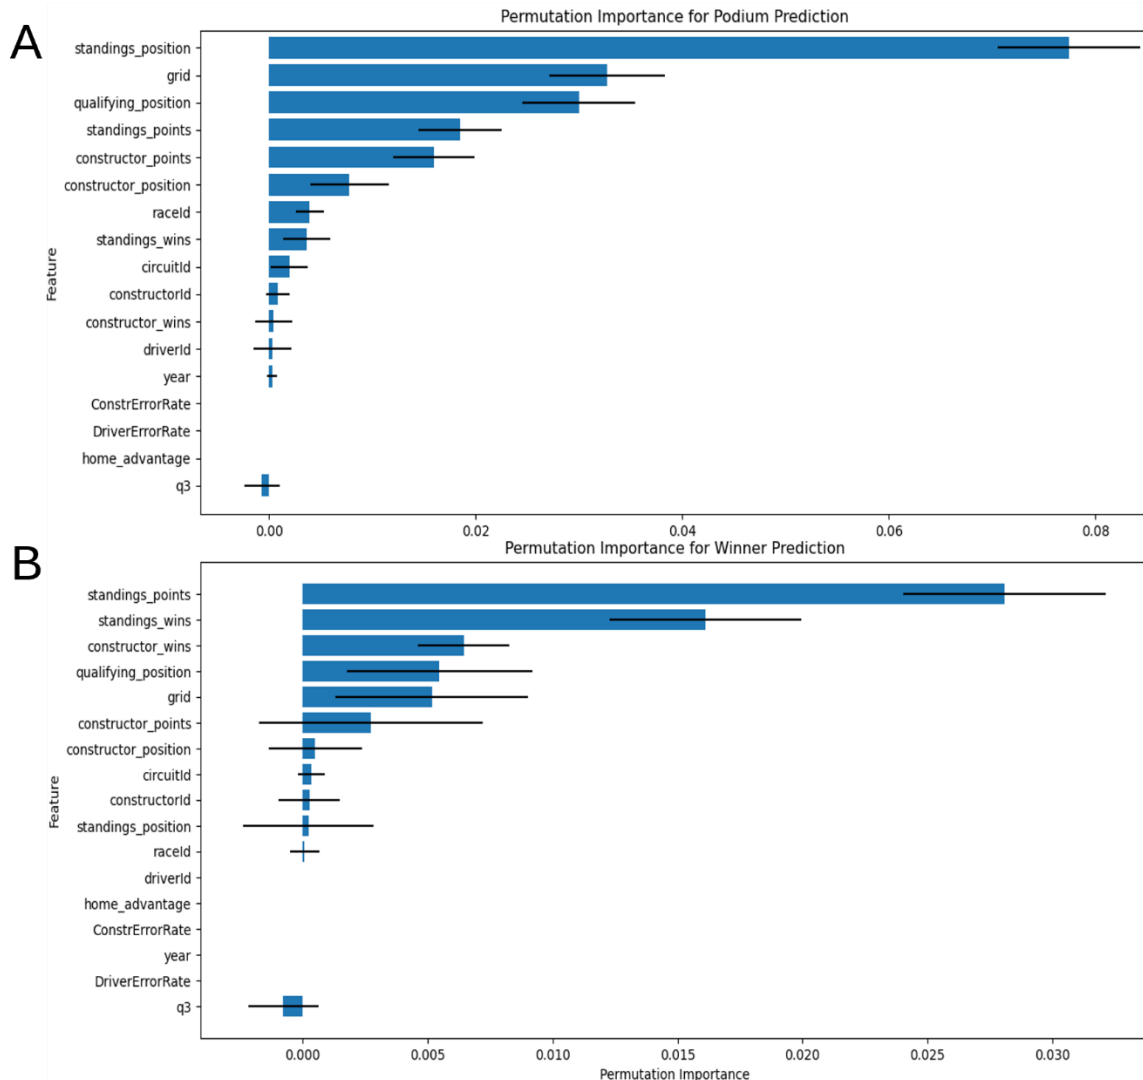 A
Permutation Importance for Podium Prediction
standings_position
grid
qualifying_position
standings_points
constructor_points
constructor_position
raceId
standings_wins
circuitId
constructorId
constructor_wins
driverId
year
ConstrErrorRate
DriverErrorRate
home_advantage
q3
Feature
0.00 0.02 0.04 0.06 0.08
B
Permutation Importance for Winner Prediction
standings_points
standings_wins
constructor_wins
qualifying_position
grid
constructor_points
constructor_position
circuitId
constructorId
standings_position
raceId
driverId
home_advantage
ConstrErrorRate
year
DriverErrorRate
q3
Feature
0.000 0.005 0.010 0.015 0.020 0.025 0.030
Permutation Importance